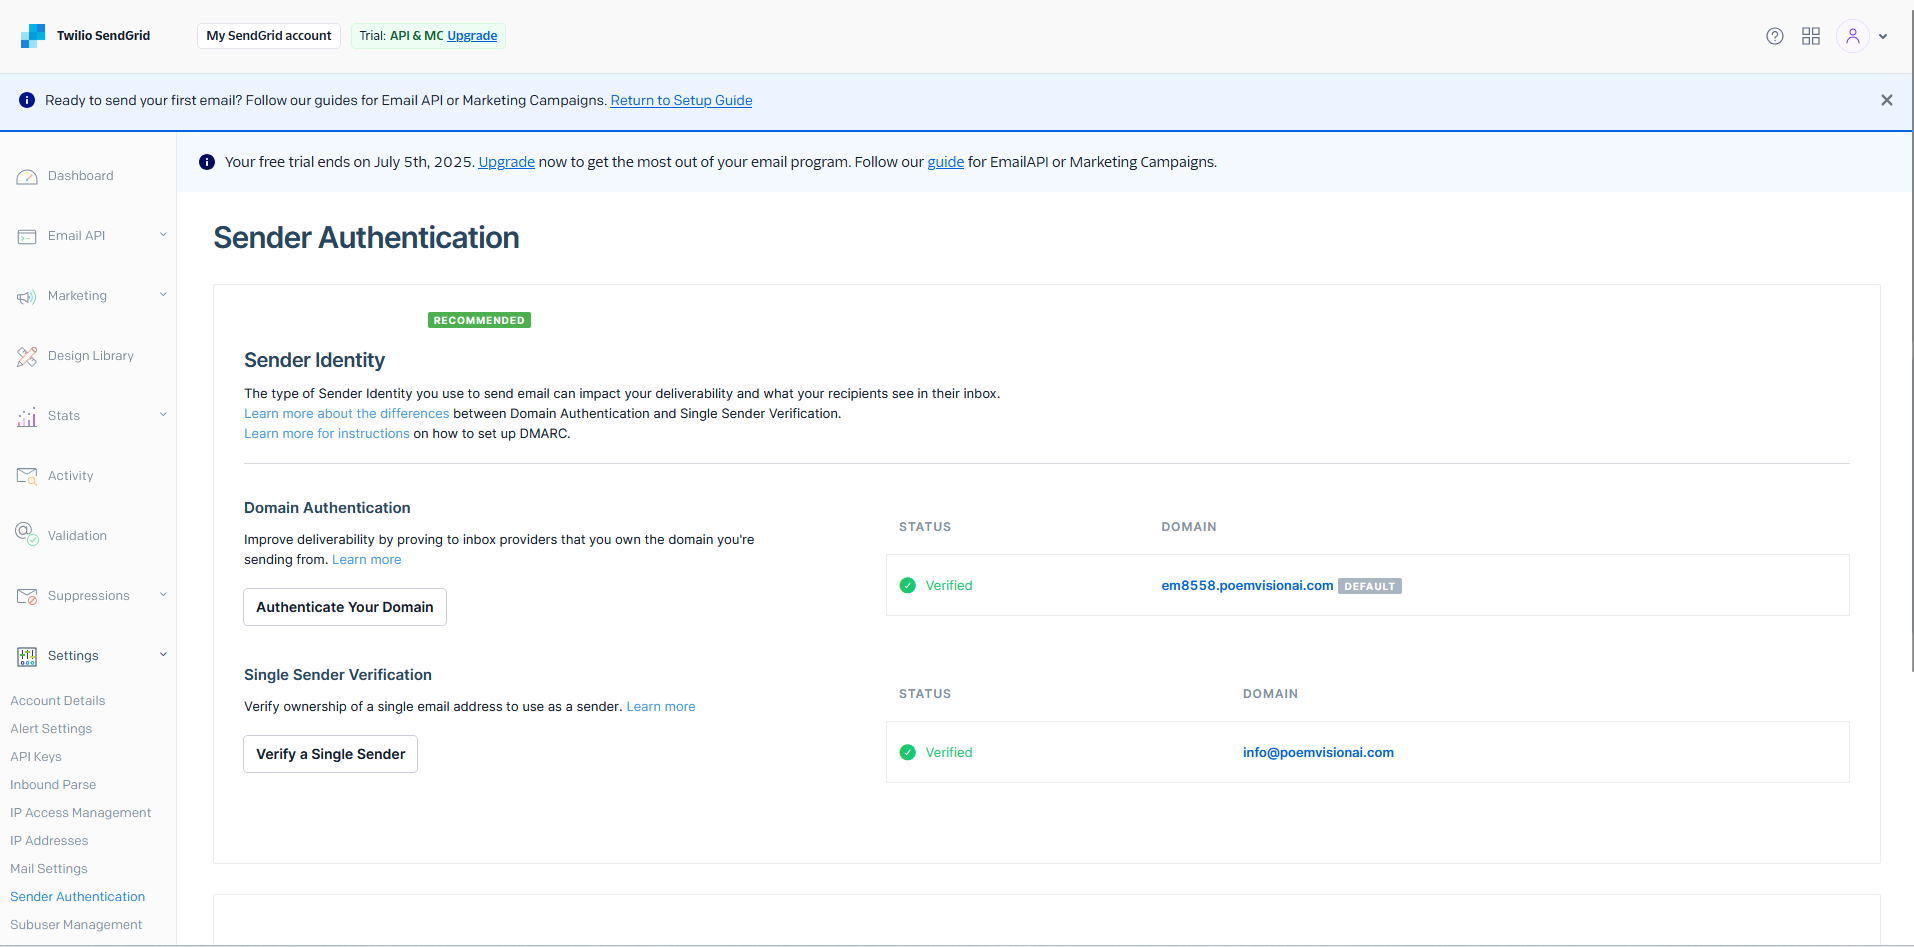 Twilio SendGrid
My SendGrid account
Trial: API & MC Upgrade
Ready to send your first email? Follow our guides for Email API or Marketing Campaigns. Return to Setup Guide
Your free trial ends on July 5th, 2025. Upgrade now to get the most out of your email program. Follow our guide for EmailAPI or Marketing Campaigns.
Dashboard
Email API
Marketing
Design Library
Stats
Activity
Validation
Suppressions
Settings
Account Details
Alert Settings
API Keys
Inbound Parse
IP Access Management
IP Addresses
Mail Settings
Sender Authentication
Subuser Management
Sender Authentication
RECOMMENDED
Sender Identity
The type of Sender Identity you use to send email can impact your deliverability and what your recipients see in their inbox.
Learn more about the differences between Domain Authentication and Single Sender Verification.
Learn more for instructions on how to set up DMARC.
Domain Authentication
Improve deliverability by proving to inbox providers that you own the domain you're
sending from. Learn more
Authenticate Your Domain
STATUS DOMAIN
Verified em8558.poemvisionai.com DEFAULT
Single Sender Verification
Verify ownership of a single email address to use as a sender. Learn more
Verify a Single Sender
STATUS DOMAIN
Verified info@poemvisionai.com